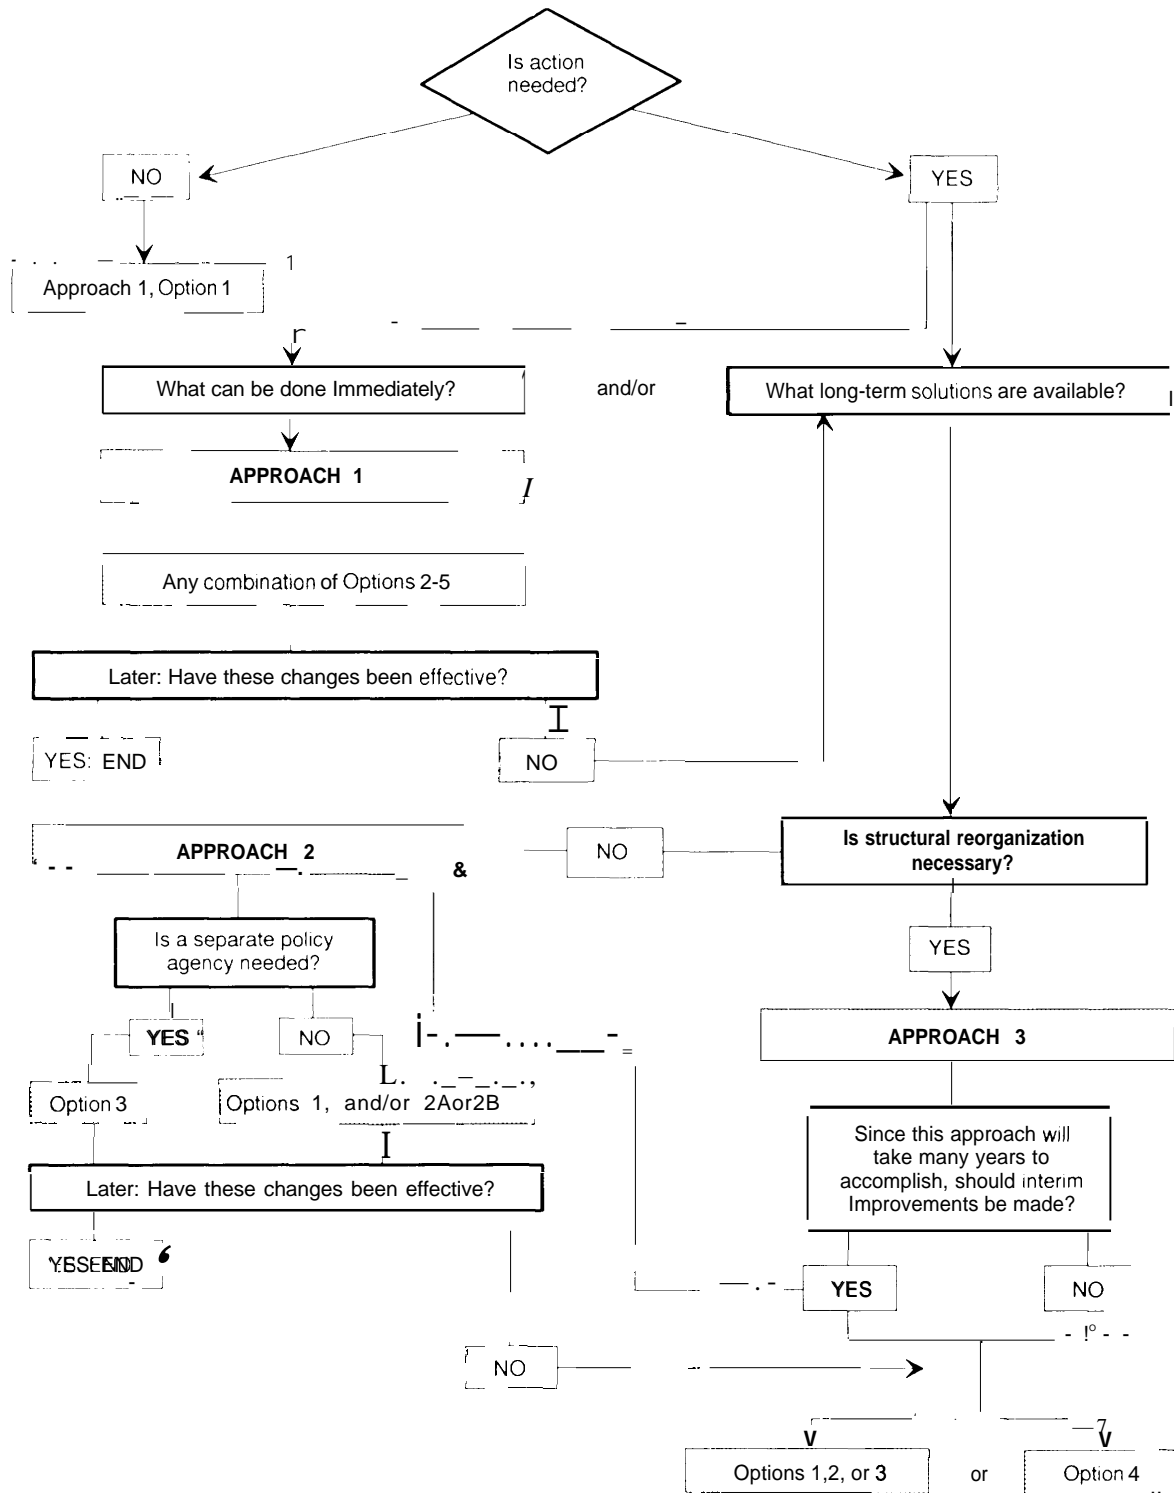 Is action
needed?
NO
YES
Approach 1, Option 1
What can be done Immediately?
and/or
What long-term solutions are available?
APPROACH 1
Any combination of Options 2-5
Later: Have these changes been effective?
YES: END
NO
APPROACH 2
&
NO
Is structural reorganization
necessary?
Is a separate policy
agency needed?
YES
YES
NO
APPROACH 3
Option 3
Options 1, and/or 2Aor2B
Since this approach will
take many years to
accomplish, should interim
Improvements be made?
Later: Have these changes been effective?
YES
NO
NO
Options 1,2, or 3
or
Option 4